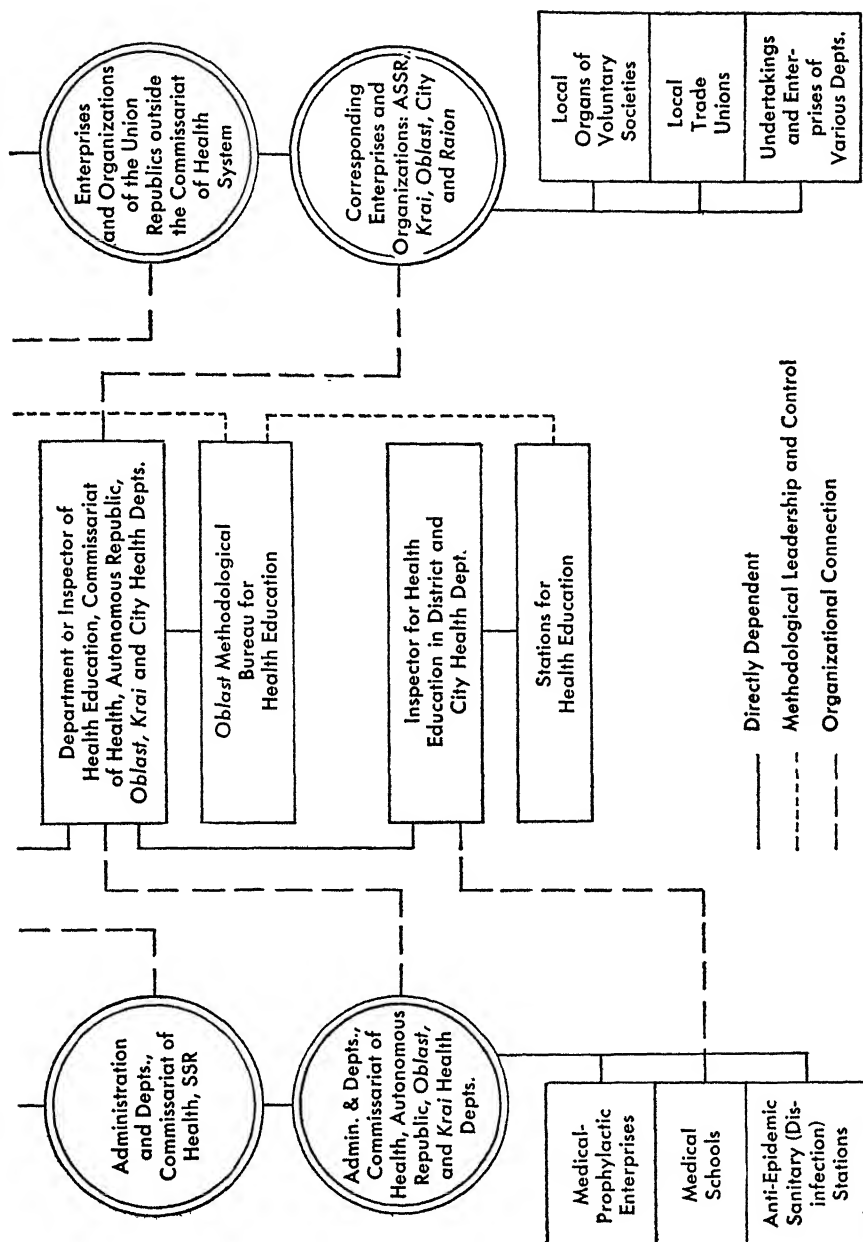 Administration
and Depts.,
Commissariat of
Health, SSR
Admin. & Depts.,
Commissariat of
Health, Autonomous
Republic, Oblast,
and Krai Health
Depts.
Medical-
Prophylactic
Enterprises
Medical
Schools
Anti-Epidemic
Sanitary (Dis-
infection)
Stations
Department or Inspector of
Health Education, Commissariat
of Health, Autonomous Republic,
Oblast, Krai and City Health Depts.
Oblast Methodological
Bureau for
Health Education
Inspector for Health
Education in District and
City Health Dept.
Stations for
Health Education
Enterprises
and Organizations
of the Union
Republics outside
the Commissariat
of Health
System
Corresponding
Enterprises and
Organizations: ASSR,
Krai, Oblast, City
and Raion
Local
Organs of
Voluntary
Societies
Local
Trade
Unions
Undertakings
and Enter-
prises of
Various Depts.
Directly Dependent
Methodological Leadership and Control
Organizational Connection